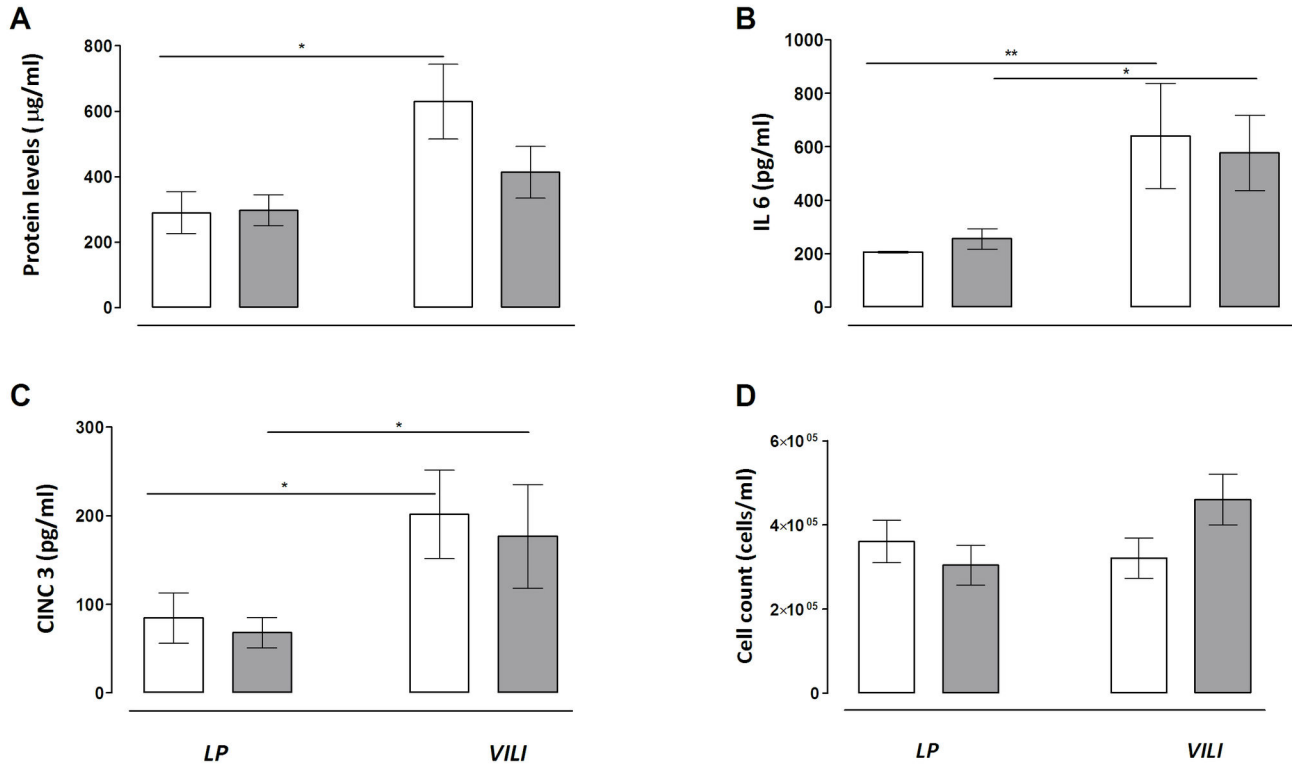 A
Protein levels ( µg/ml)
800
600
400
200
0
*
B
IL 6 (pg/ml)
1000
800
600
400
200
0
**
*
C
CINC 3 (pg/ml)
300
200
100
0
*
*
LP VILI
D
Cell count (cells/ml)
6×10 05
4×10 05
2×10 05
0
LP VILI